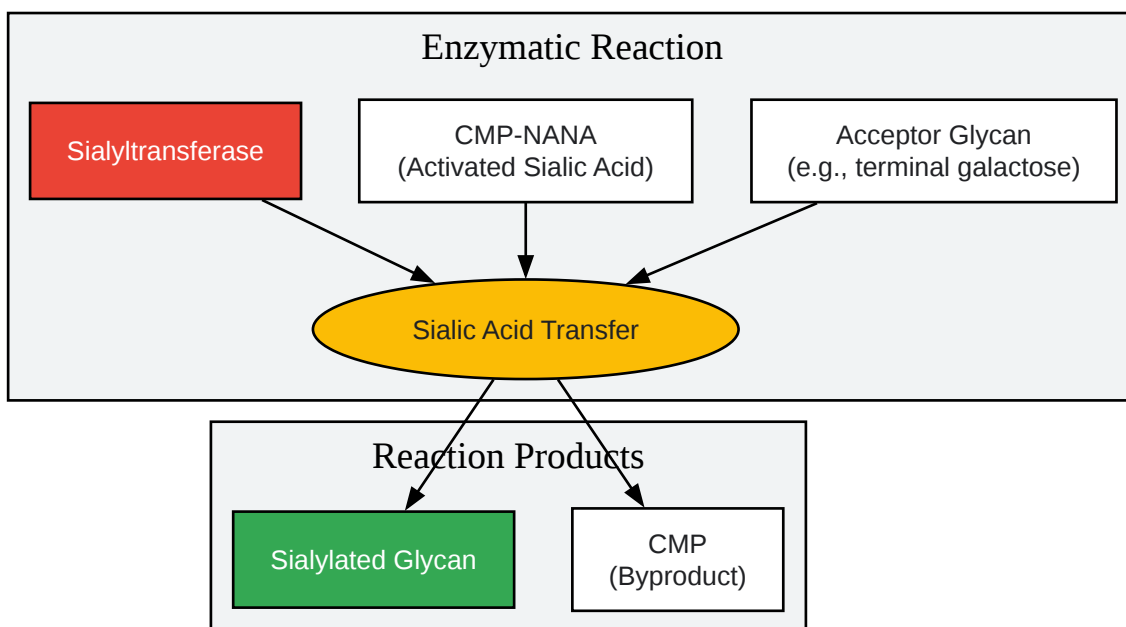 Enzymatic Reaction
Sialyltransferase
CMP-NANA
(Activated Sialic Acid)
Acceptor Glycan
(e.g., terminal galactose)
Sialic Acid Transfer
Reaction Products
Sialylated Glycan
CMP
(Byproduct)